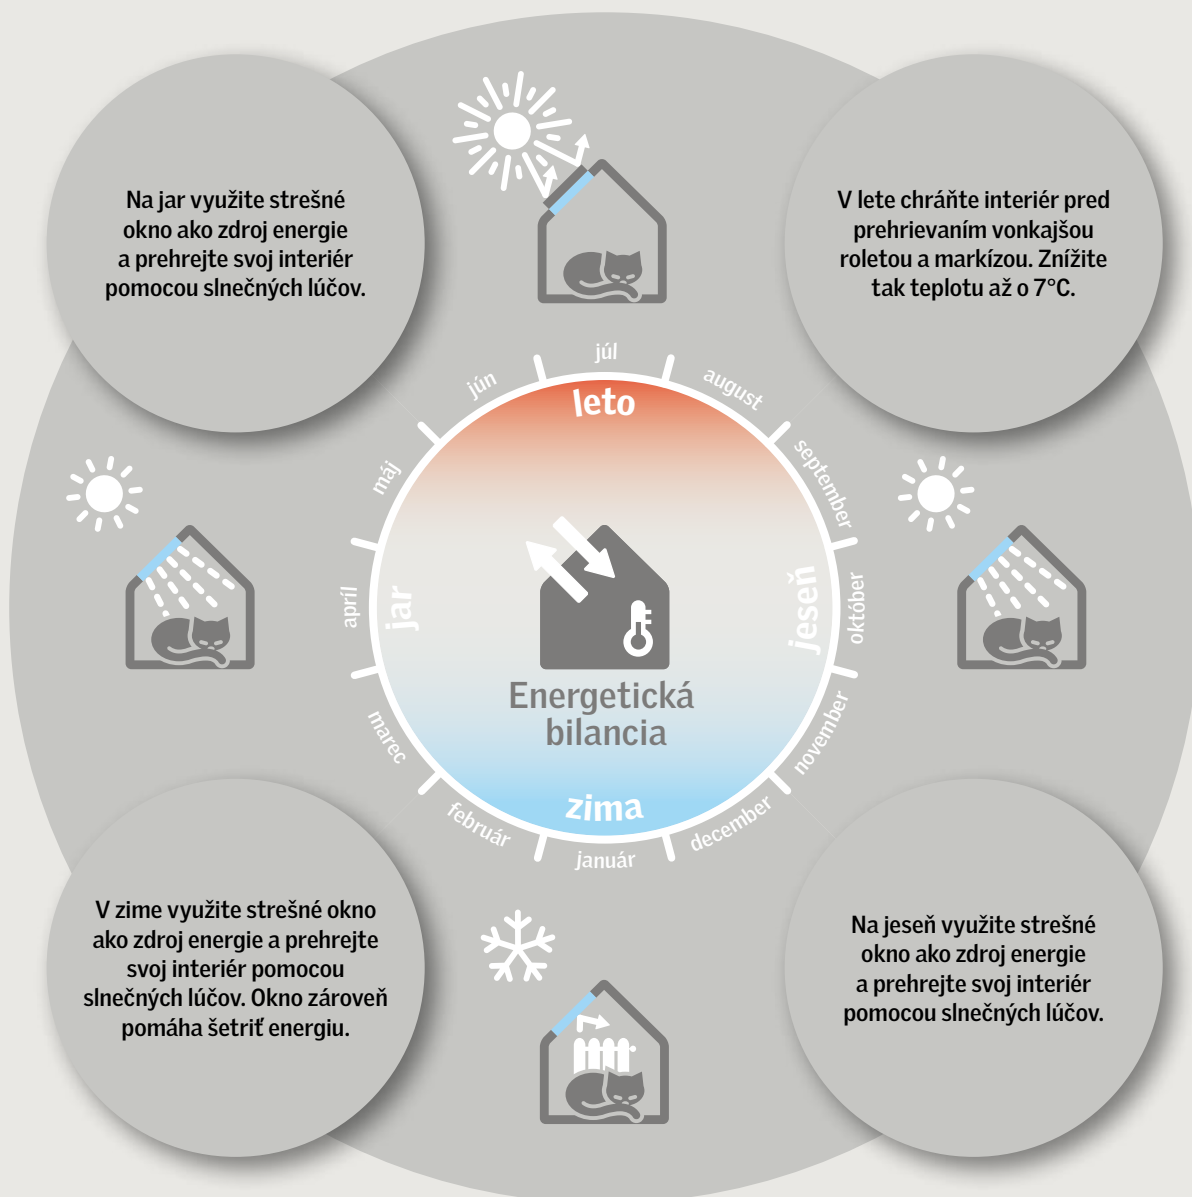 Na jar využite strešné
okno ako zdroj energie
a prehrejte svoj interiér
pomocou slnečných lúčov.
V lete chráňte interiér pred
prehrievaním vonkajšou
roletou a markízou. Znížite
tak teplotu až o 7°C.
júl
august
september
október
november
december
január
február
marec
apríl
máj
jún
leto
jeseň
zima
jar
Energetická
bilancia
V zime využite strešné okno
ako zdroj energie a prehrejte
svoj interiér pomocou
slnečných lúčov. Okno zároveň
pomáha šetriť energiu.
Na jeseň využite strešné
okno ako zdroj energie
a prehrejte svoj interiér
pomocou slnečných lúčov.